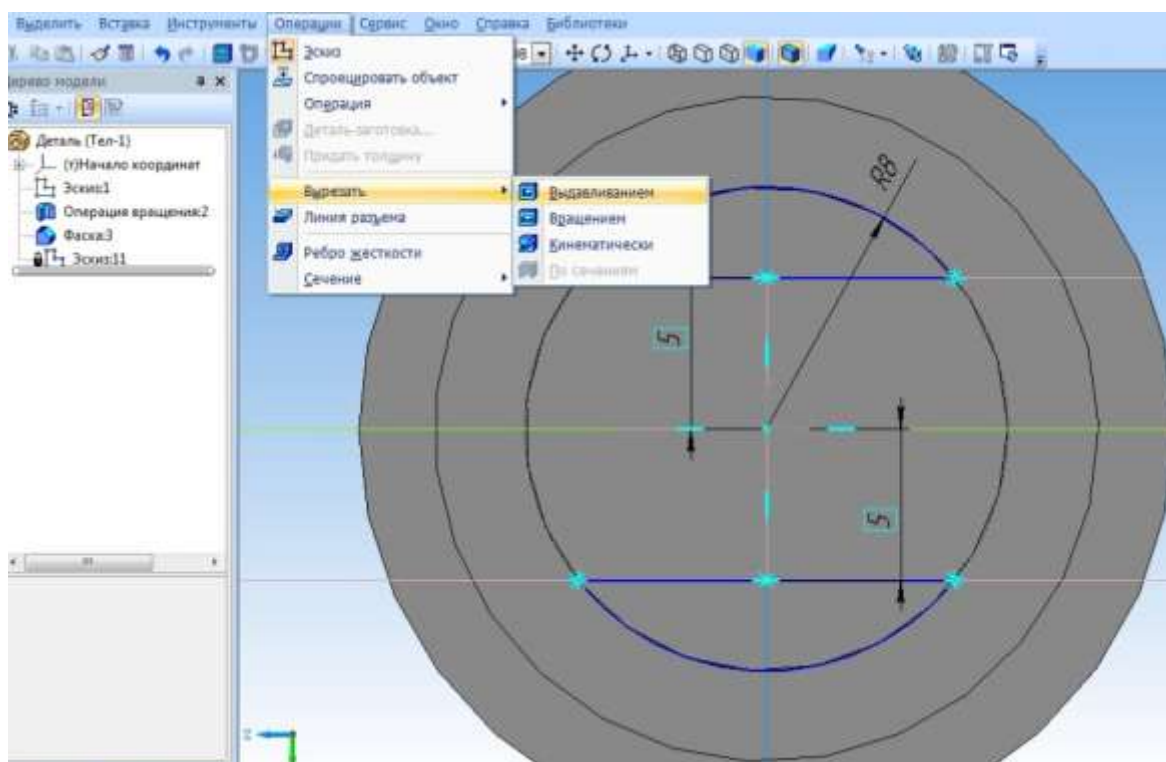 Выделить Вставка Инструменты Операции Сервис Окно Справка Библиотеки
Дерево модели
Деталь (Тел-1)
(т)Начало координат
Эскиз:1
Операция вращения:2
Фаска:3
Эскиз:11
Эскиз
Спроецировать объект
Операция
Деталь-заготовка...
Придать толщину
Вырезать
Линия разъема
Ребро жесткости
Сечение
Выдавливанием
Вращением
Кинематически
По сечениям
R8
5
5